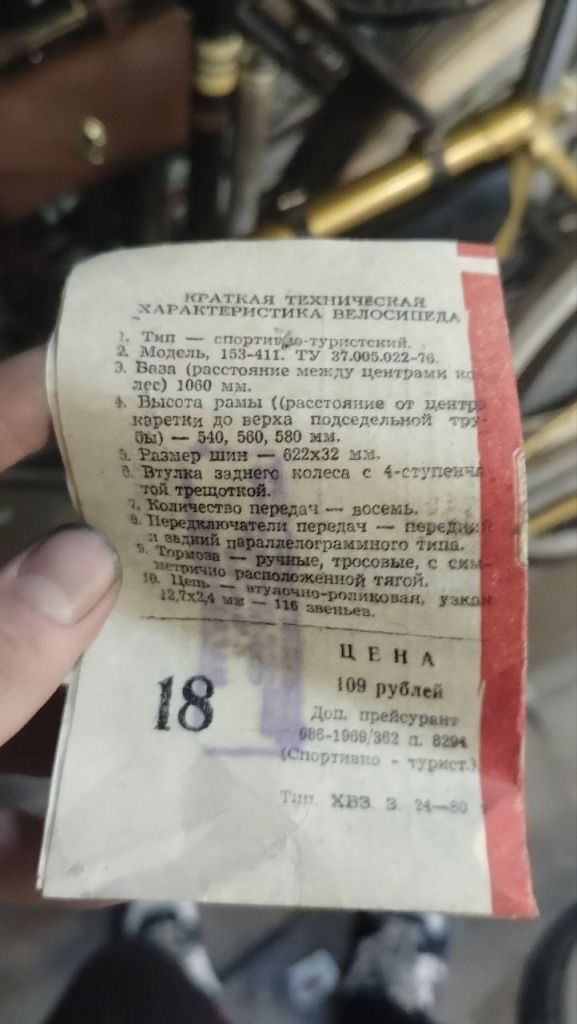 КРАТКАЯ ТЕХНИЧЕСКАЯ
ХАРАКТЕРИСТИКА ВЕЛОСИПЕДА
1. Тип — спортивно-туристский.
2. Модель, 153-411. ТУ 37.005.022-76.
3. База (расстояние между центрами ко-
лес) 1060 мм.
4. Высота рамы ((расстояние от центра
каретки до верха подседельной тру-
бы) — 540, 560, 580 мм.
5. Размер шин — 622х32 мм.
6. Втулка заднего колеса с 4-ступенча-
той трещоткой.
7. Количество передач — восемь.
8. Передключатели передач — передний
и задний параллелограммного типа.
9. Тормоза — ручные, тросовые, с сим-
метрично расположенной тягой.
10. Цепь — втулочно-роликовая, узкая
12,7х2,4 мм — 116 звеньев.
18
ЦЕНА
109 рублей
Доп. прейскурант
086-1969/362 п. 8294
(Спортивно - турист.)
Тип. ХВЗ. З. 24—80